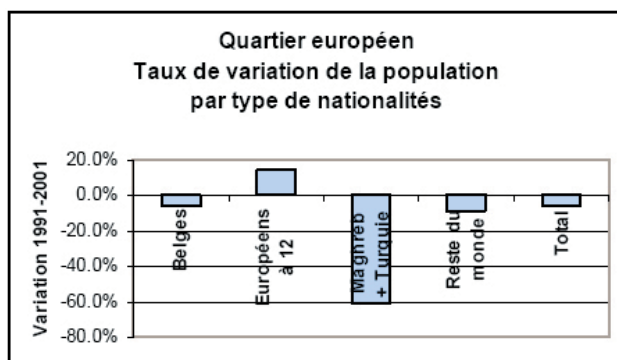 Quartier européen
Taux de variation de la population
par type de nationalités
Variation 1991-2001
20.0%
0.0%
-20.0%
-40.0%
-60.0%
-80.0%
Belges
Européens
à 12
Maghreb
+ Turquie
Reste du
monde
Total